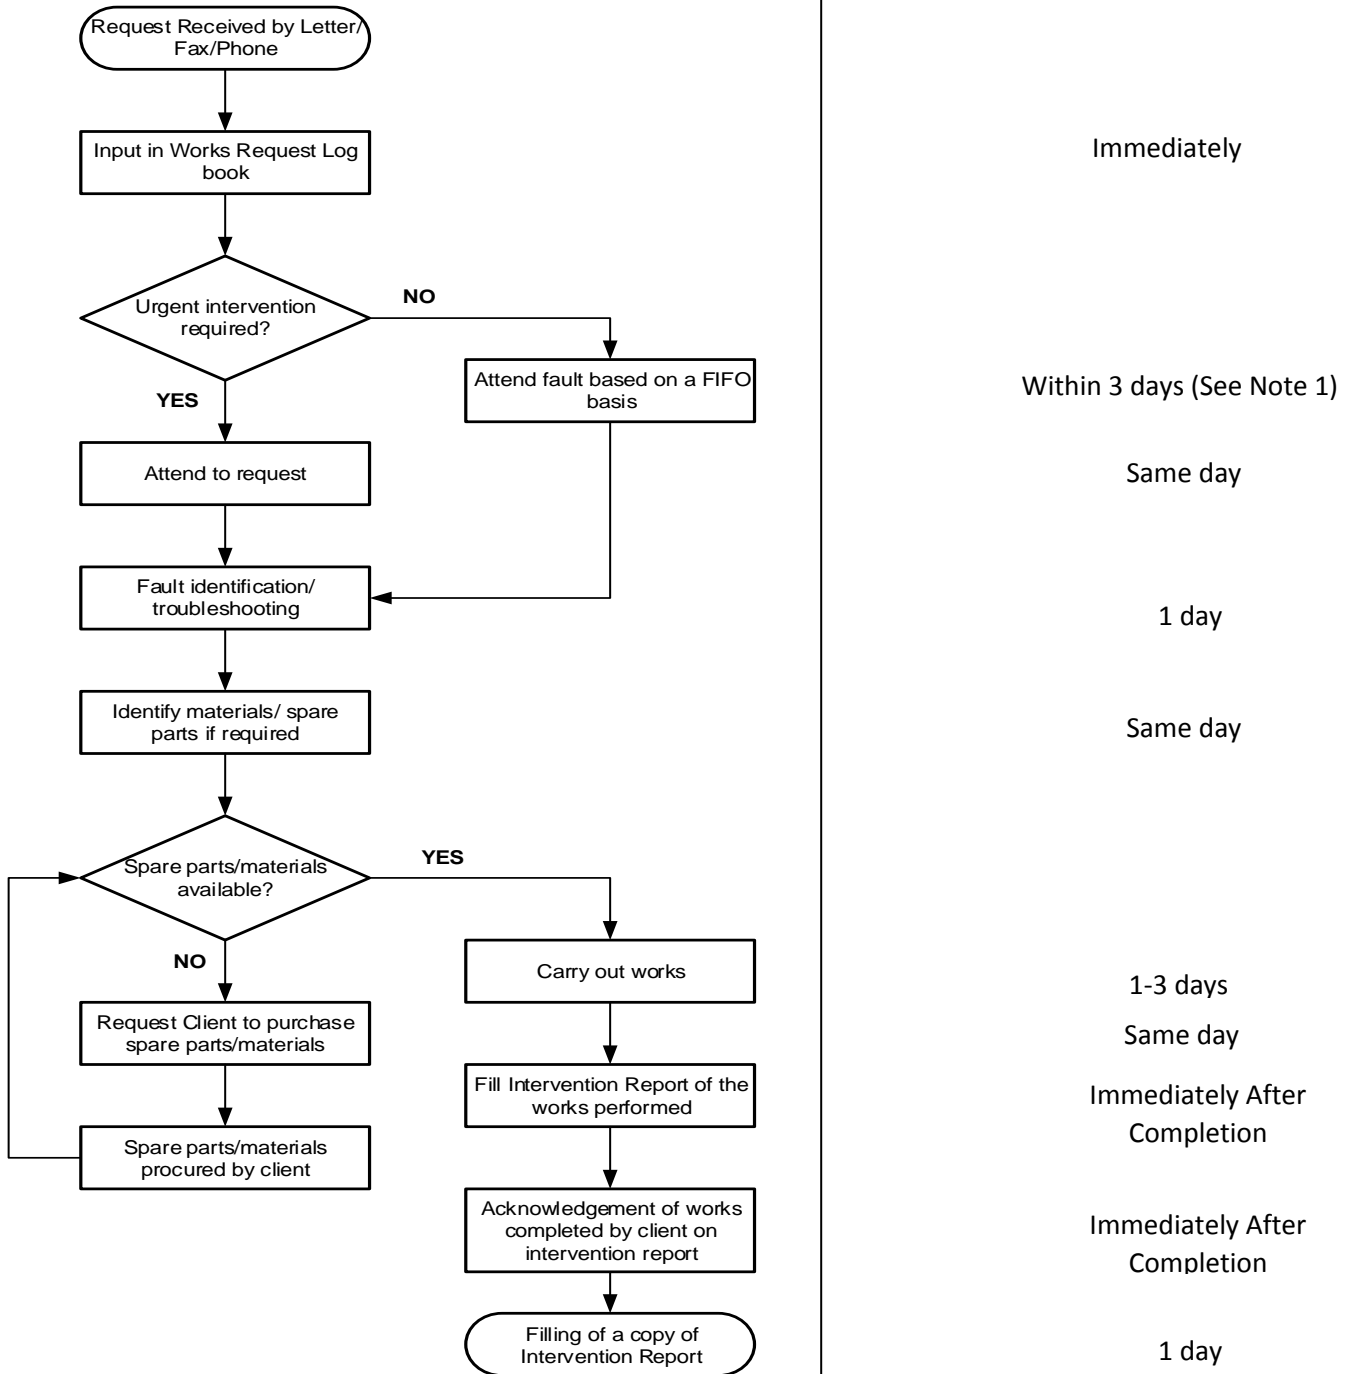 Request Received by Letter/
Fax/Phone
Input in Works Request Log
book
Immediately
Urgent intervention
required?
NO
YES
Attend fault based on a FIFO
basis
Within 3 days (See Note 1)
Attend to request
Same day
Fault identification/
troubleshooting
1 day
Identify materials/ spare
parts if required
Same day
Spare parts/materials
available?
YES
NO
Carry out works
1-3 days
Request Client to purchase
spare parts/materials
Same day
Fill Intervention Report of the
works performed
Immediately After
Completion
Spare parts/materials
procured by client
Acknowledgement of works
completed by client on
intervention report
Immediately After
Completion
Filling of a copy of
Intervention Report
1 day